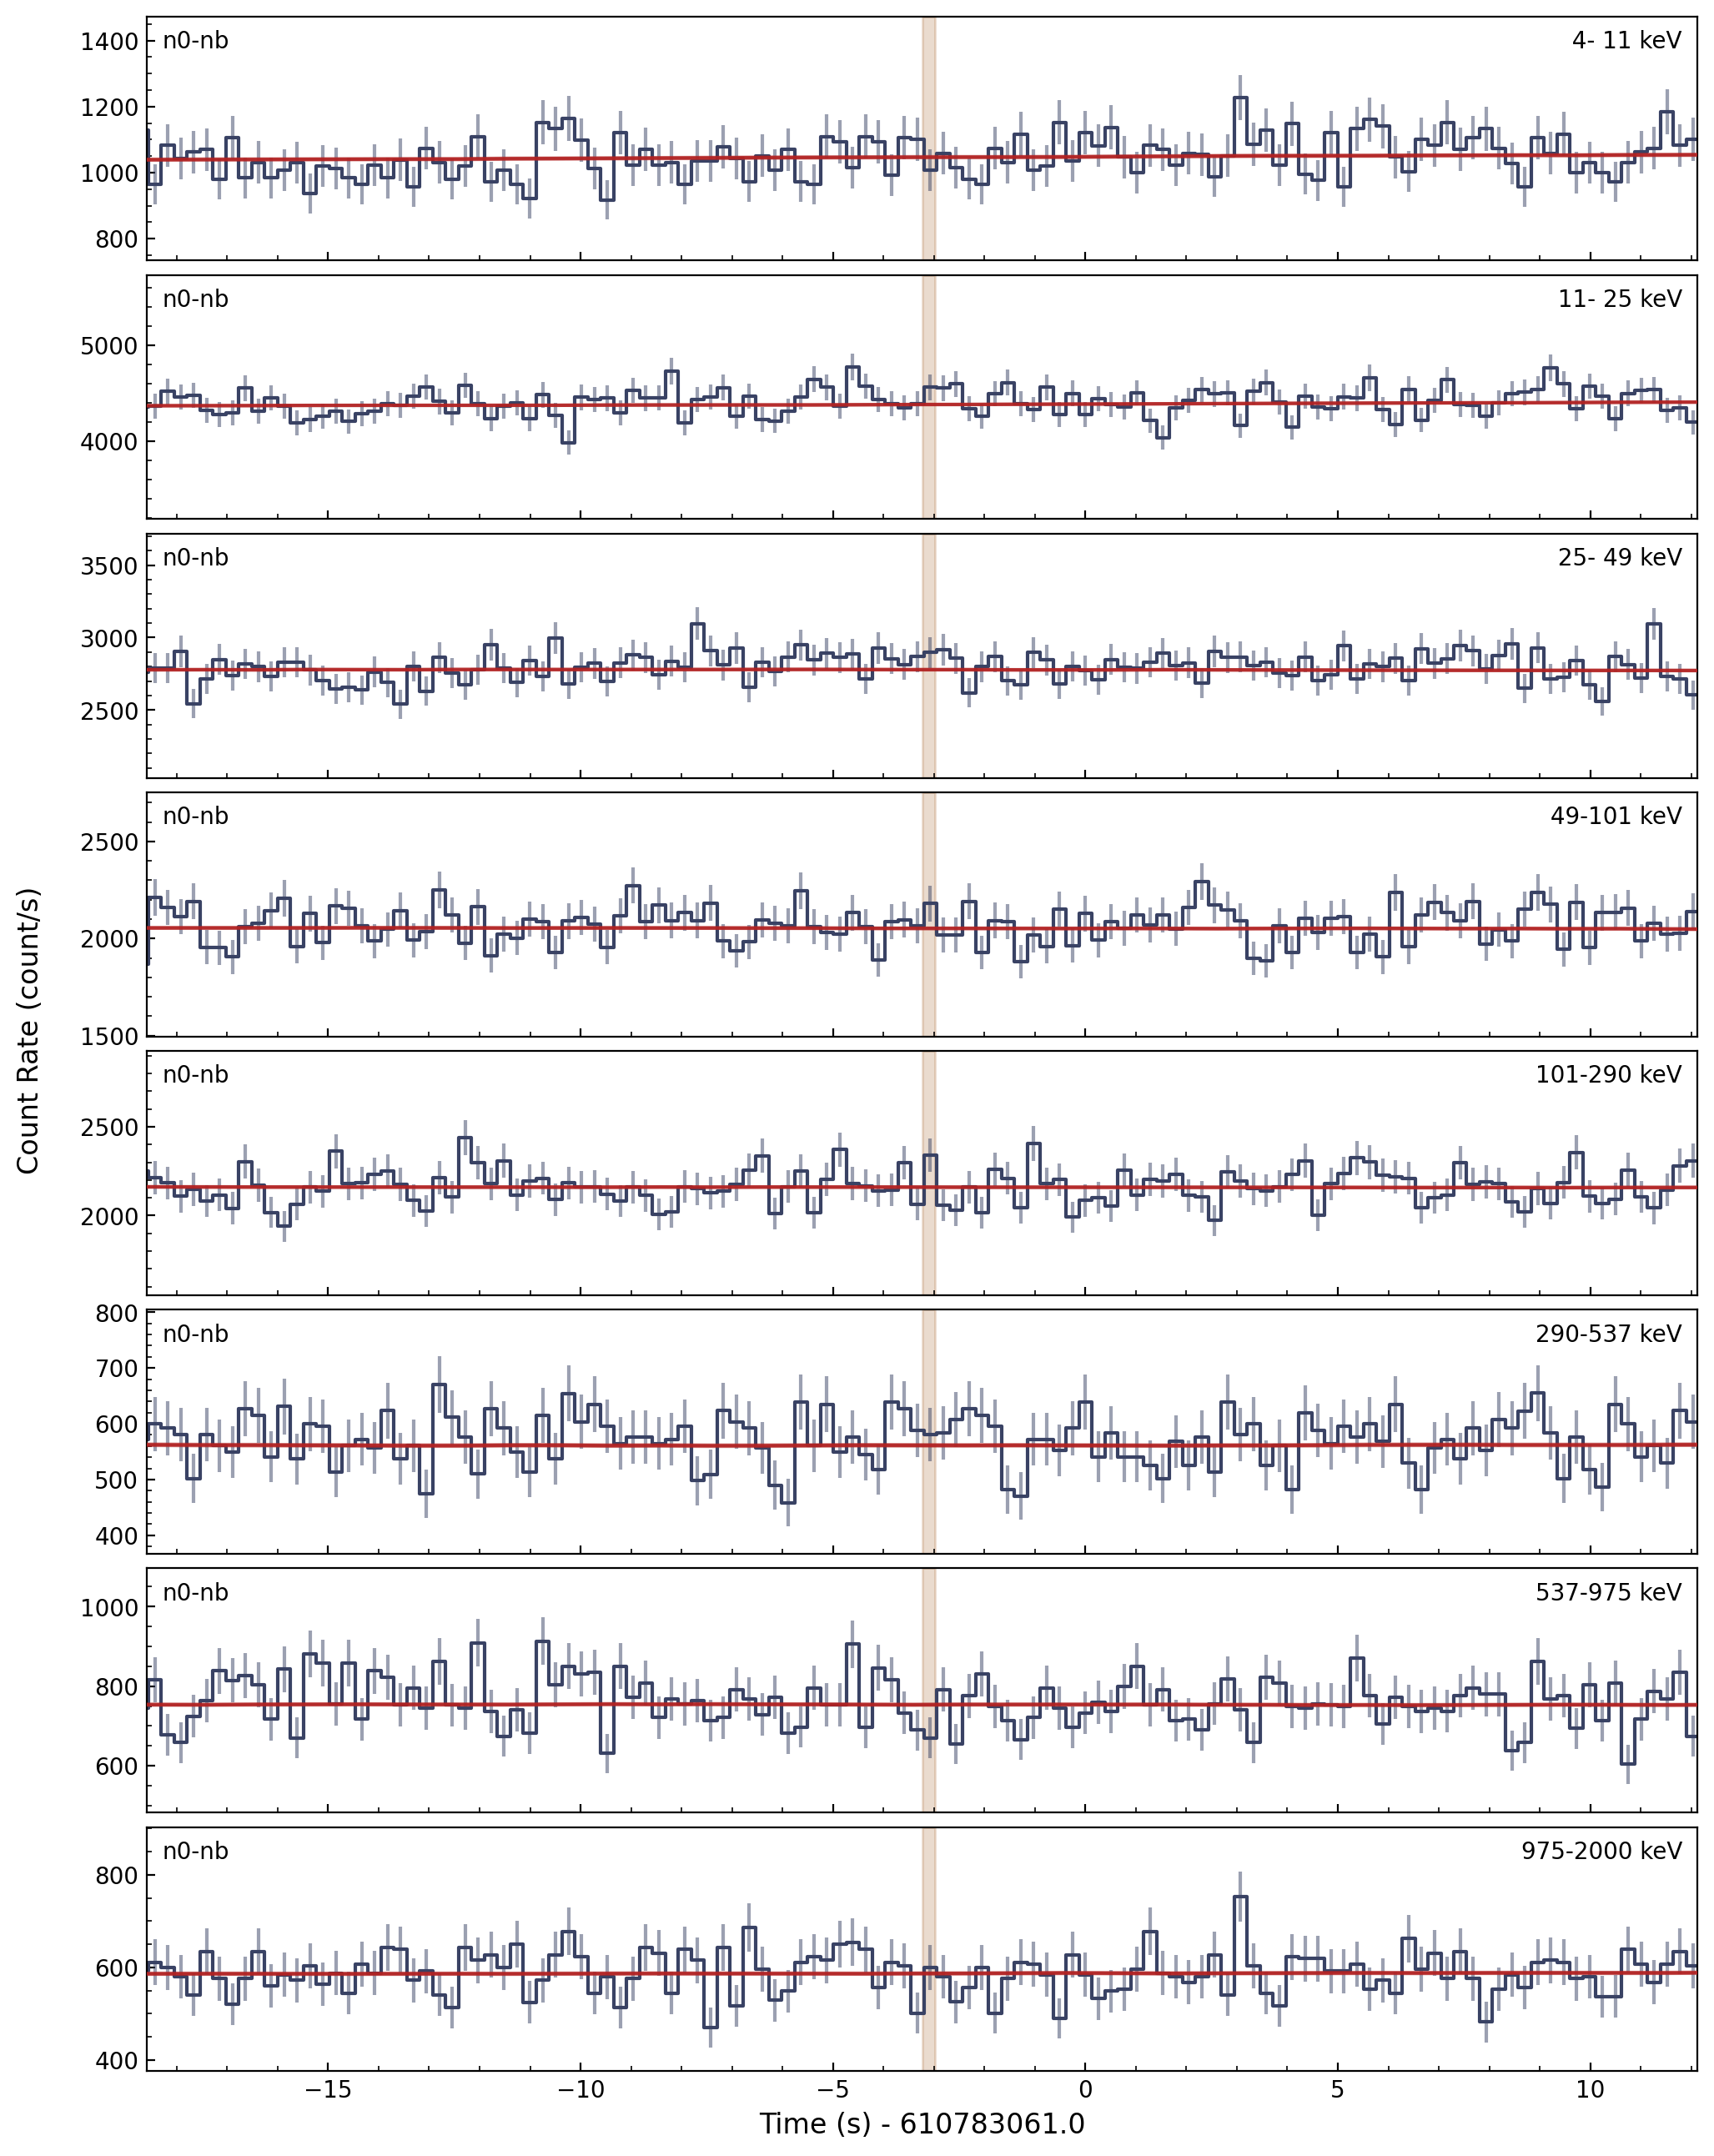 Count Rate (count/s)
n0-nb 4- 11 keV
1400
1200
1000
800
n0-nb 11- 25 keV
5000
4000
n0-nb 25- 49 keV
3500
3000
2500
n0-nb 49-101 keV
2500
2000
1500
n0-nb 101-290 keV
2500
2000
n0-nb 290-537 keV
800
700
600
500
400
n0-nb 537-975 keV
1000
800
600
n0-nb 975-2000 keV
800
600
400
−15 −10 −5 0 5 10
Time (s) - 610783061.0